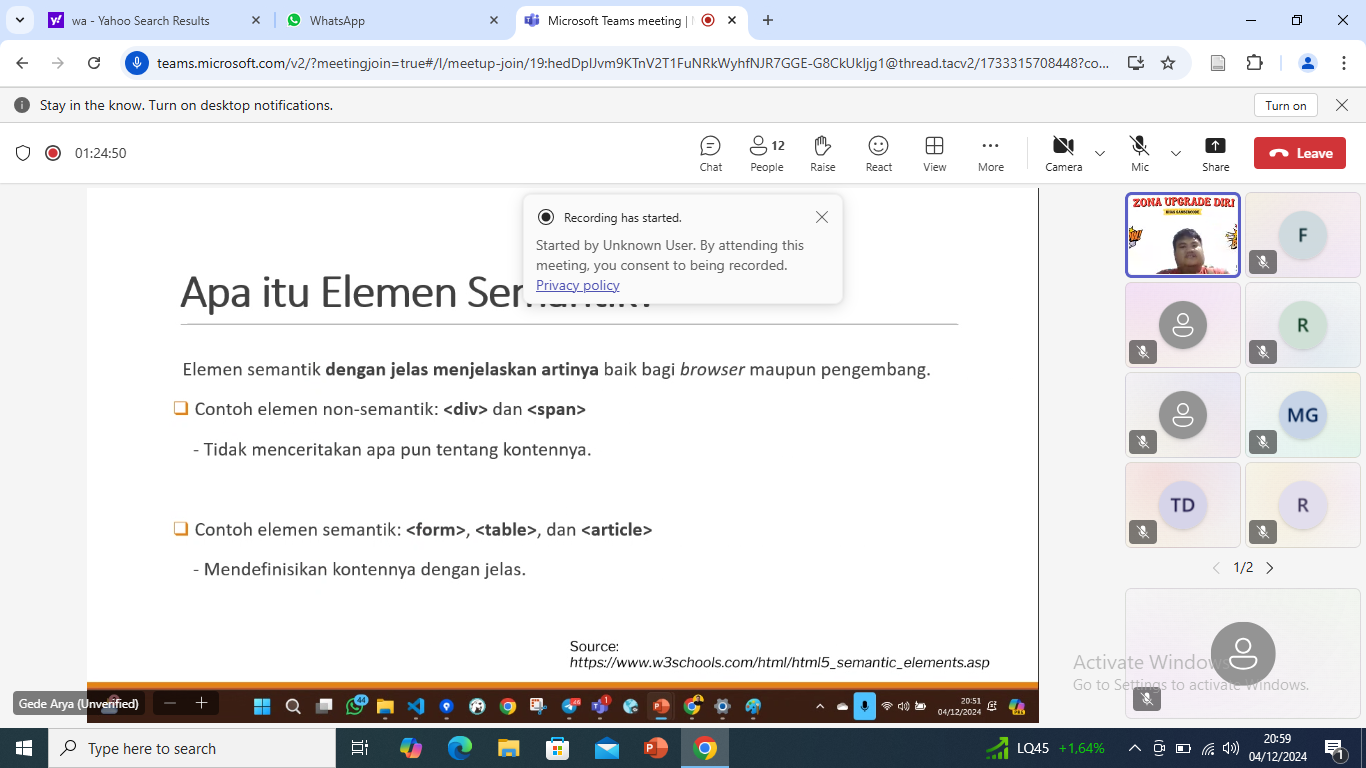 wa - Yahoo Search Results
WhatsApp
Microsoft Teams meeting |
teams.microsoft.com/v2/?meetingjoin=true#/l/meetup-join/19:hedDpIJvm9KTnV2T1FuNRkWyhfNJR7GGE-G8CkUkljg1@thread.tacv2/1733315708448?co...
Stay in the know. Turn on desktop notifications.
Turn on
01:24:50
Chat
People
12
Raise
React
View
More
Camera
Mic
Share
Leave
Recording has started.
Started by Unknown User. By attending this
meeting, you consent to being recorded.
Privacy policy
Apa itu Elemen Semantik?
Elemen semantik dengan jelas menjelaskan artinya baik bagi browser maupun pengembang.
Contoh elemen non-semantik: <div> dan <span>
- Tidak menceritakan apa pun tentang kontennya.
Contoh elemen semantik: <form>, <table>, dan <article>
- Mendefinisikan kontennya dengan jelas.
Source:
https://www.w3schools.com/html/html5_semantic_elements.asp
ZONA UPGRADE DIRI
F
R
MG
TD
R
1/2
Activate Windows
Go to Settings to activate Windows.
Gede Arya (Unverified)
44
20:51
04/12/2024
Type here to search
LQ45
+1,64%
20:59
04/12/2024
1